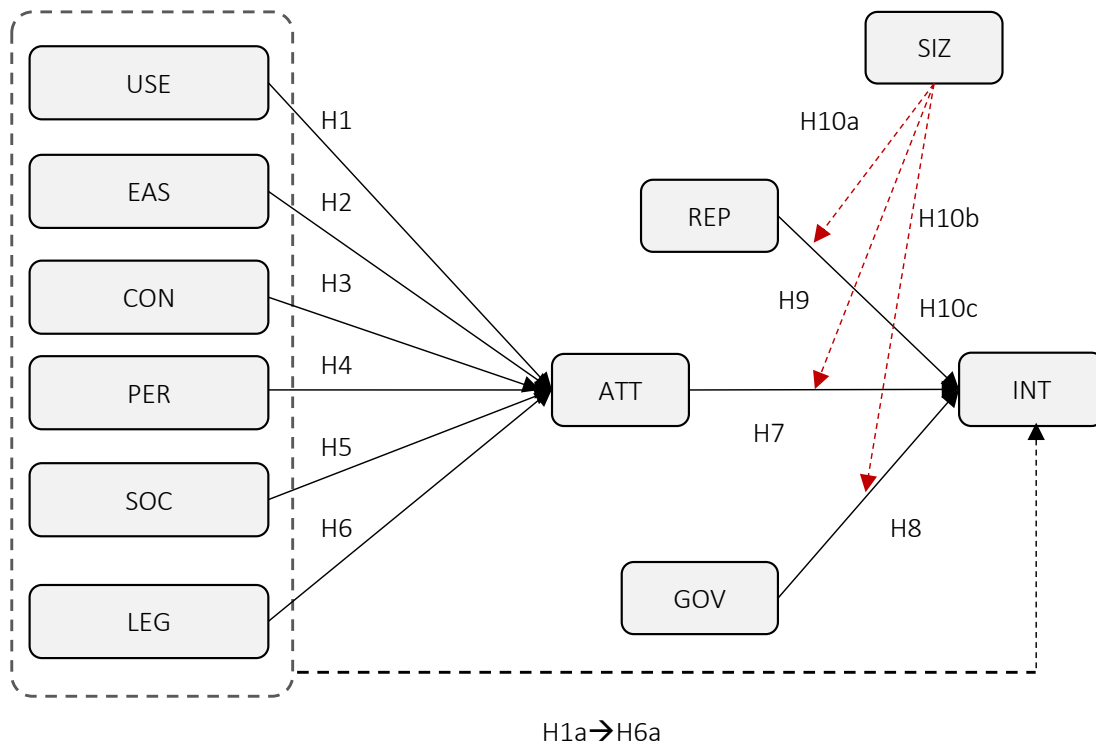 SIZ
USE
H1
H10a
EAS
H2
REP
H10b
CON
H3
H9
H10c
PER
H4
ATT
INT
H7
SOC
H5
H6
H8
LEG
GOV
H1a→H6a